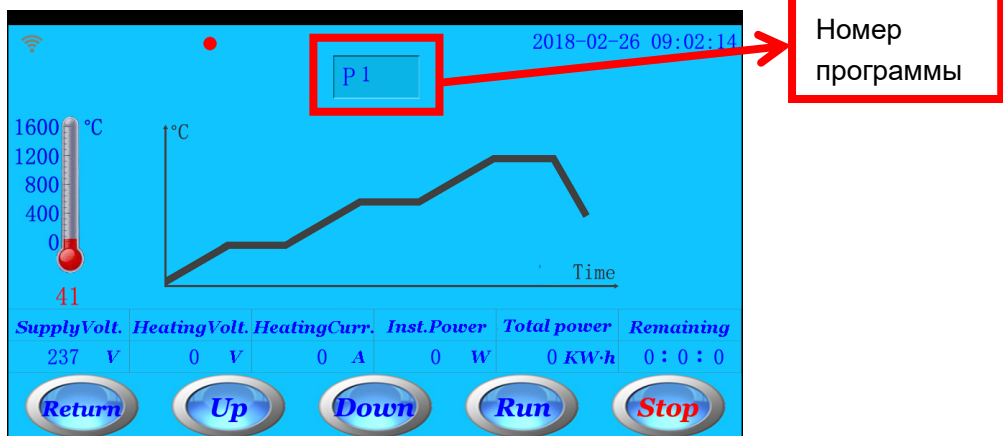 2018-02-26 09:02:14
P1
Номер
программы
1600 °C
1200
800
400
0
41
°C
Time
SupplyVolt. HeatingVolt. HeatingCurr. Inst.Power Total power Remaining
237 V 0 V 0 A 0 W 0 KW·h 0:0:0
Return Up Down Run Stop